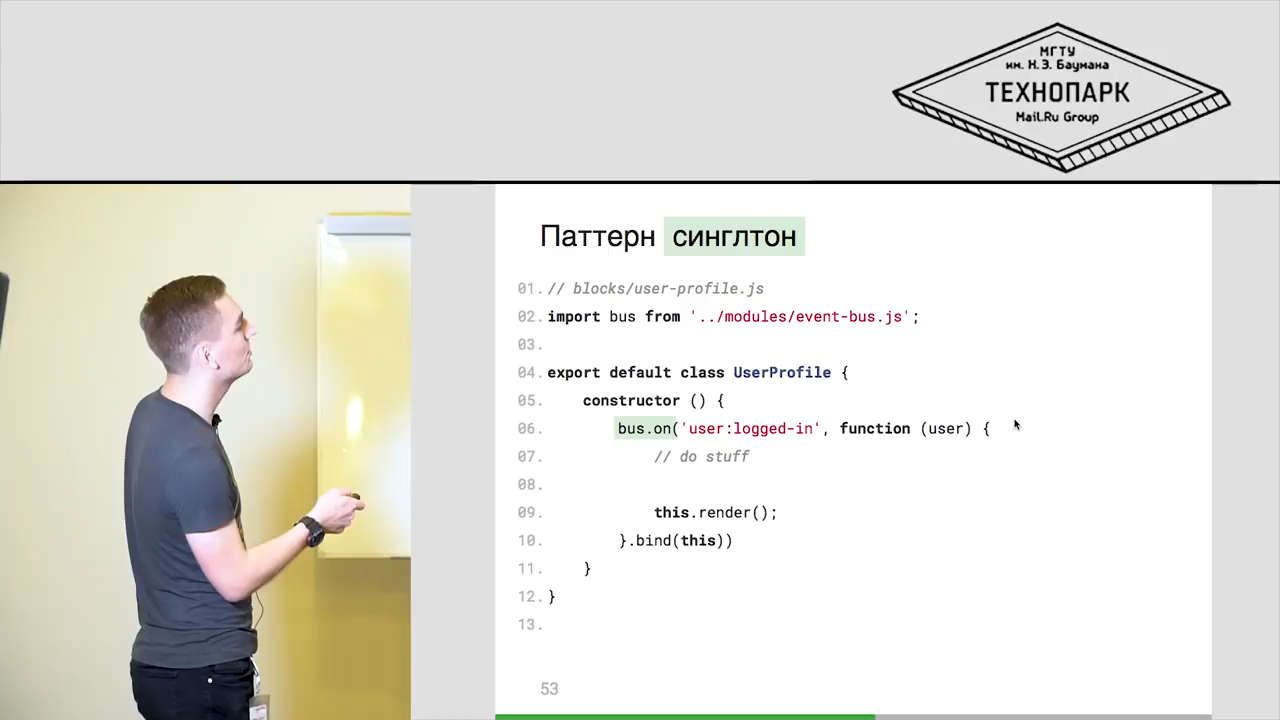 МГТУ
им. Н.Э. Баумана
ТЕХНОПАРК
Mail.Ru Group
Паттерн синглтон
01. // blocks/user-profile.js
02. import bus from '../modules/event-bus.js';
03.
04. export default class UserProfile {
05. constructor () {
06. bus.on('user:logged-in', function (user) {
07. // do stuff
08.
09. this.render();
10. }.bind(this))
11. }
12. }
13.
53